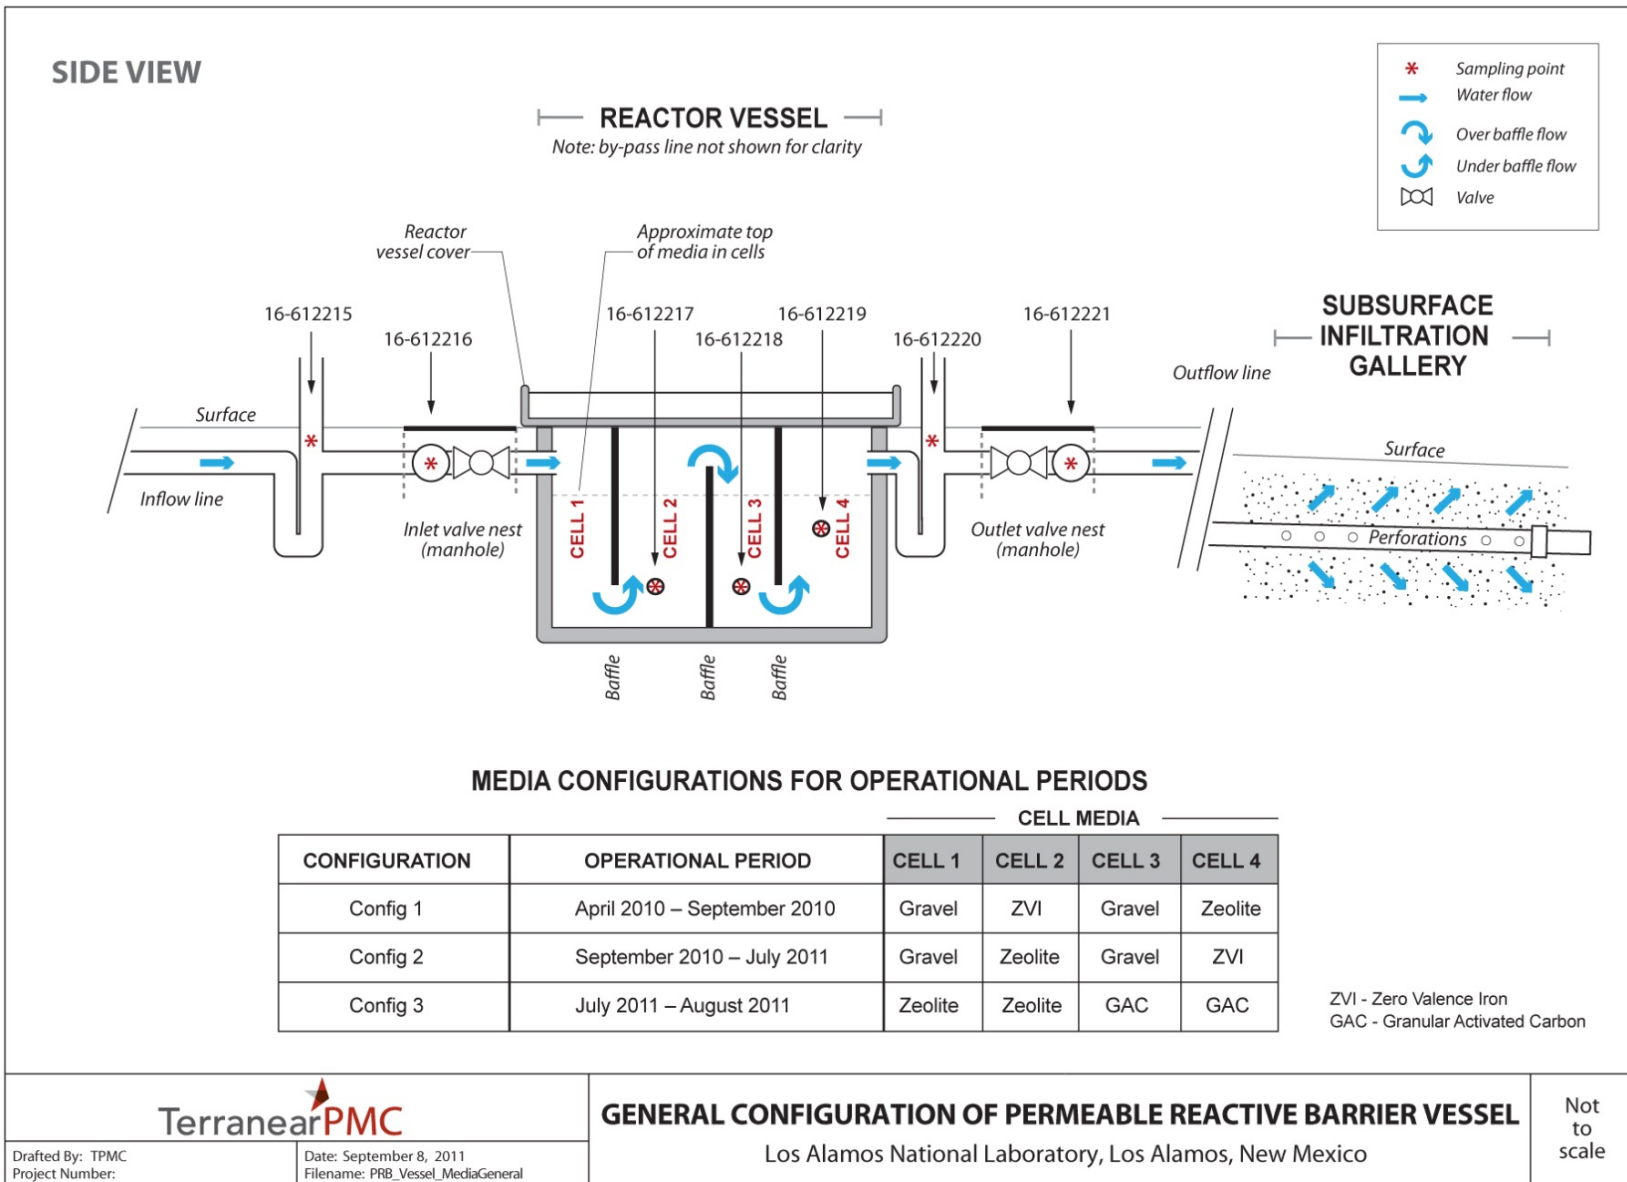 SIDE VIEW
REACTOR VESSEL
Note: by-pass line not shown for clarity
Sampling point
Water flow
Over baffle flow
Under baffle flow
Valve
Reactor
vessel cover
Approximate top
of media in cells
16-612215
16-612216
16-612217
16-612218
16-612219
16-612220
16-612221
SUBSURFACE
INFILTRATION
GALLERY
Outflow line
Surface
Inflow line
Inlet valve nest
(manhole)
CELL 1
CELL 2
CELL 3
CELL 4
Outlet valve nest
(manhole)
Surface
Perforations
Baffle
Baffle
Baffle
MEDIA CONFIGURATIONS FOR OPERATIONAL PERIODS
CELL MEDIA
CONFIGURATION OPERATIONAL PERIOD CELL 1 CELL 2 CELL 3 CELL 4
Config 1 April 2010 – September 2010 Gravel ZVI Gravel Zeolite
Config 2 September 2010 – July 2011 Gravel Zeolite Gravel ZVI
Config 3 July 2011 – August 2011 Zeolite Zeolite GAC GAC
ZVI - Zero Valence Iron
GAC - Granular Activated Carbon
TerranearPMC
Drafted By: TPMC
Project Number:
Date: September 8, 2011
Filename: PRB_Vessel_MediaGeneral
GENERAL CONFIGURATION OF PERMEABLE REACTIVE BARRIER VESSEL
Los Alamos National Laboratory, Los Alamos, New Mexico
Not
to
scale